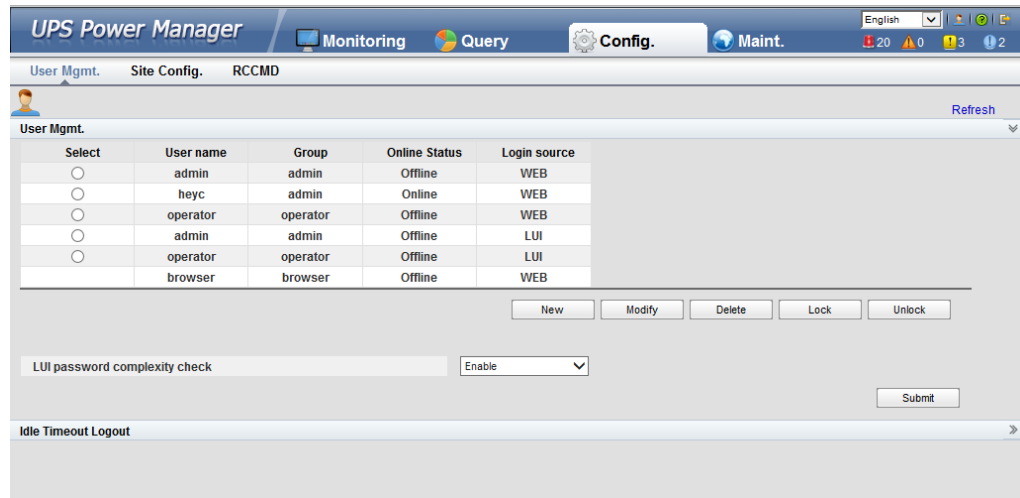 UPS Power Manager
Monitoring Query Config. Maint.
English
20 0 3 2
User Mgmt. Site Config. RCCMD
Refresh
User Mgmt.
Select User name Group Online Status Login source
admin admin Offline WEB
heyc admin Online WEB
operator operator Offline WEB
admin admin Offline LUI
operator operator Offline LUI
browser browser Offline WEB
New Modify Delete Lock Unlock
LUI password complexity check Enable
Submit
Idle Timeout Logout